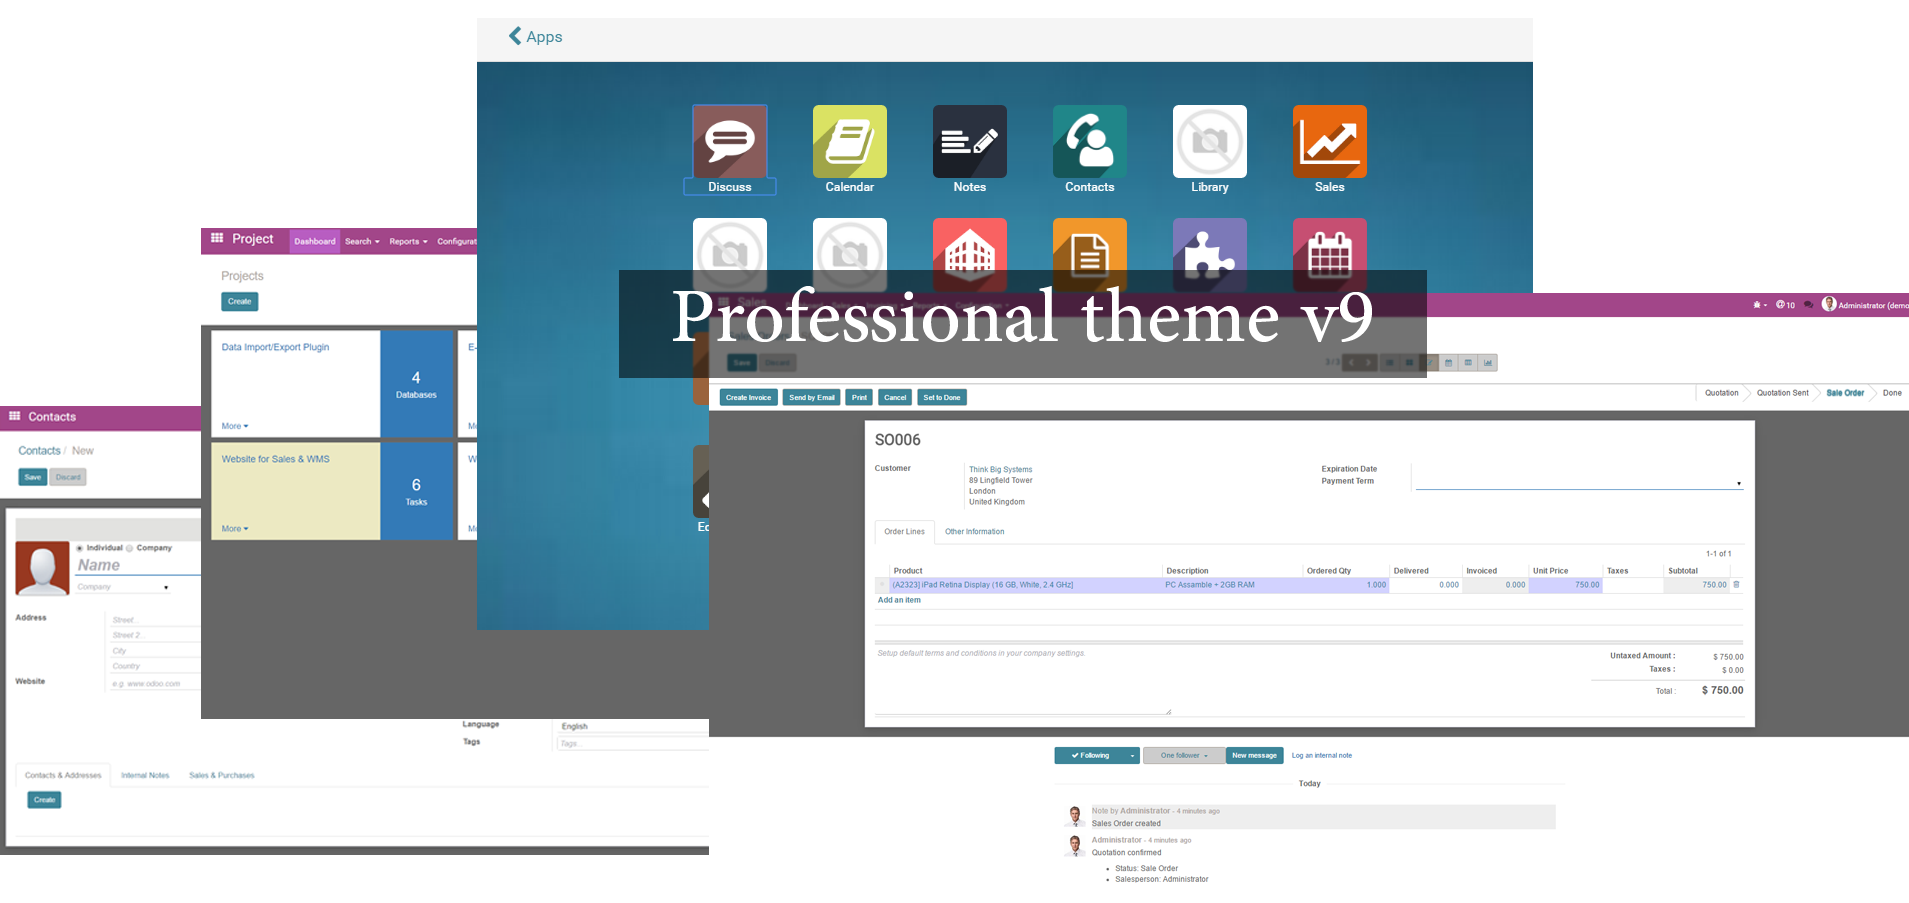 Apps
Discuss
Calendar
Notes
Contacts
Library
Sales
Professional theme v9
Project
Dashboard
Search
Reports
Projects
Create
Data Import/Export Plugin
4
Databases
More
Website for Sales & WMS
6
Tasks
More
Contacts
Contacts / New
Save
Discard
Individual
Company
Name
Company
Address
Street...
Street 2...
City
Country
Website
e.g. www.odoo.com
Language
English
Tags
Tags...
Contacts & Addresses
Internal Notes
Sales & Purchases
Create
Sales
10
Administrator (demo
Save
Discard
3 / 3
Create Invoice
Send by Email
Print
Cancel
Set to Done
Quotation
Quotation Sent
Sale Order
Done
SO006
Customer
Think Big Systems
89 Lingfield Tower
London
United Kingdom
Expiration Date
Payment Term
Order Lines
Other Information
1-1 of 1
Product Description Ordered Qty Delivered Invoiced Unit Price Taxes Subtotal
[A2323] iPad Retina Display (16 GB, White, 2.4 GHz] PC Assamble + 2GB RAM 1.000 0.000 0.000 750.00 750.00
Add an item
Setup default terms and conditions in your company settings.
Untaxed Amount : $ 750.00
Taxes : $ 0.00
Total : $ 750.00
Following
One follower
New message
Log an internal note
Today
Note by Administrator - 4 minutes ago
Sales Order created
Administrator - 4 minutes ago
Quotation confirmed
• Status: Sale Order
• Salesperson: Administrator